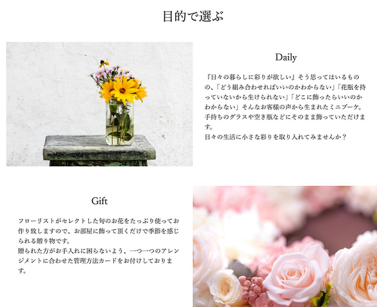 目的で選ぶ
Daily
『日々の暮らしに彩りが欲しい』そう思ってはいるもの
の、「どう組み合わせればいいのかわからない」「花瓶を持
っていないから生けられない」「どこに飾ったらいいのか
わからない」そんなお客様の声から生まれたミニブーケ。
手持ちのグラスや空き瓶などにそのまま飾っていただけま
す。
日々の生活に小さな彩りを取り入れてみませんか？
Gift
フローリストがセレクトした旬のお花をたっぷり使ってお
作り致しますので、お部屋に飾って頂くだけで季節を感じ
られる贈り物です。
贈られた方がお手入れに困らないよう、一つ一つのアレン
ジメントに合わせた管理方法カードをお付けしておりま
す。